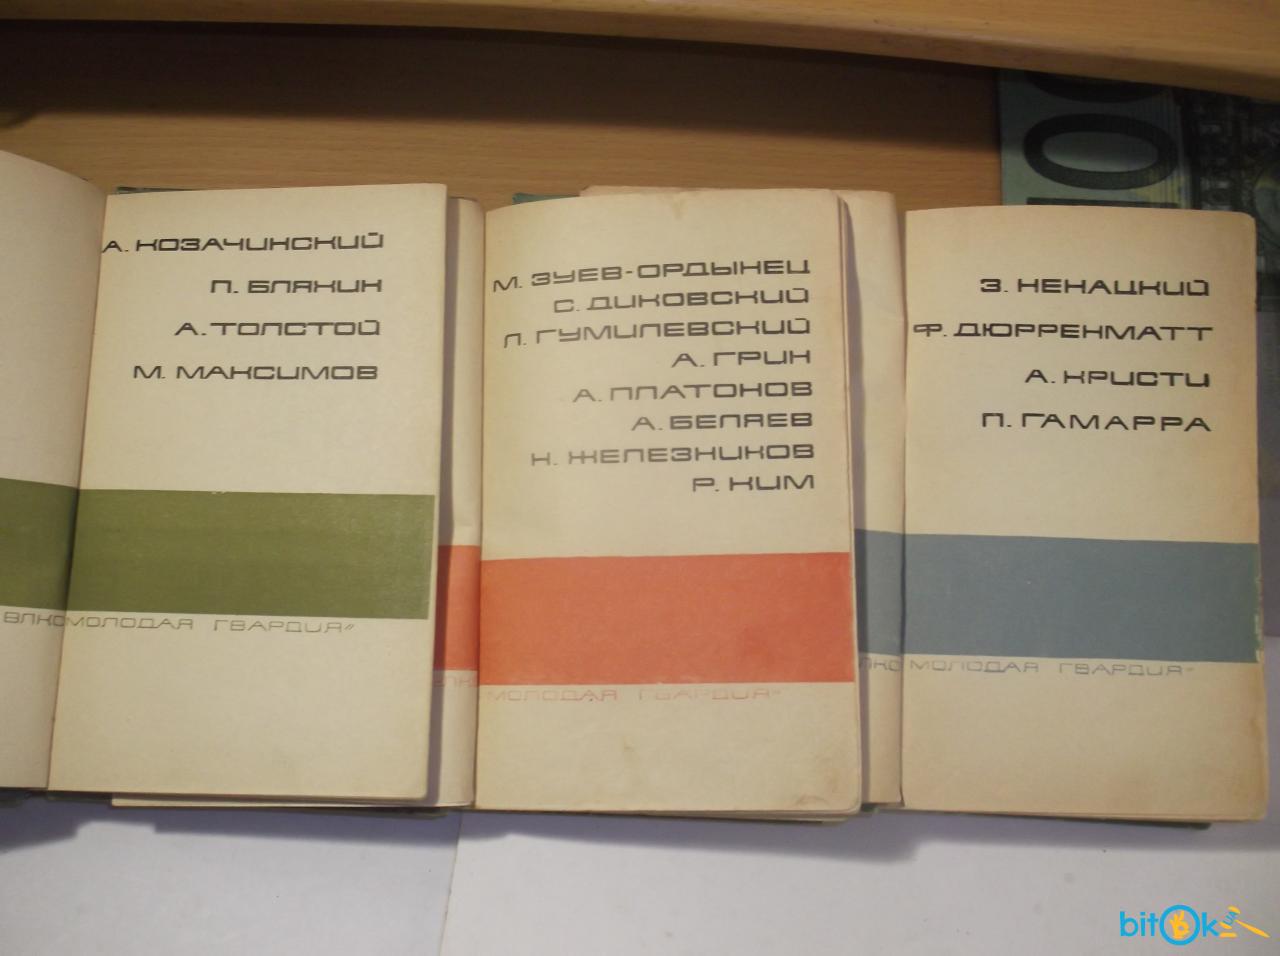 А. КОЗАЧИНСКИЙ
П. БЛЯХИН
А. ТОЛСТОЙ
М. МАКСИМОВ
ВЛКС
МОЛОДАЯ ГВАРДИЯ"
М. ЗУЕВ-ОРДЫНЕЦ
С. ДИКОВСКИЙ
Л. ГУМИЛЕВСКИЙ
А. ГРИН
А. ПЛАТОНОВ
А. БЕЛЯЕВ
Н. ЖЕЛЕЗНИКОВ
Р. КИМ
МОЛОДАЯ ГВАРДИЯ"
З. НЕНАЦКИЙ
Ф. ДЮРРЕНМАТТ
А. КРИСТИ
П. ГАМАРРА
МОЛОДАЯ ГВАРДИЯ"
bitOk